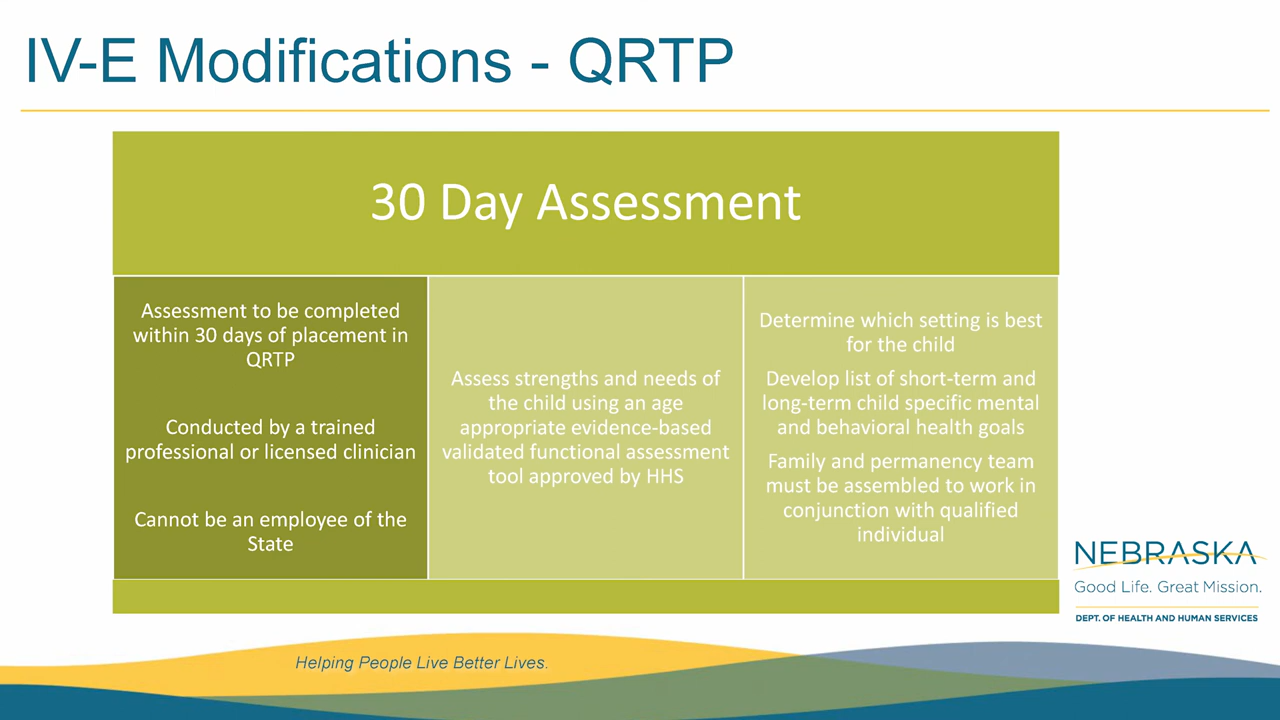 IV-E Modifications - QRTP
30 Day Assessment
Assessment to be completed
within 30 days of placement in
QRTP
Conducted by a trained
professional or licensed clinician
Cannot be an employee of the
State
Assess strengths and needs of
the child using an age
appropriate evidence-based
validated functional assessment
tool approved by HHS
Determine which setting is best
for the child
Develop list of short-term and
long-term child specific mental
and behavioral health goals
Family and permanency team
must be assembled to work in
conjunction with qualified
individual
NEBRASKA
Good Life. Great Mission.
DEPT. OF HEALTH AND HUMAN SERVICES
Helping People Live Better Lives.